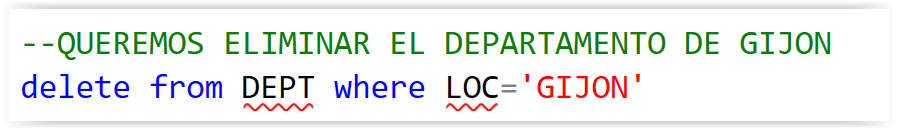 --QUEREMOS ELIMINAR EL DEPARTAMENTO DE GIJON
delete from DEPT where LOC='GIJON'